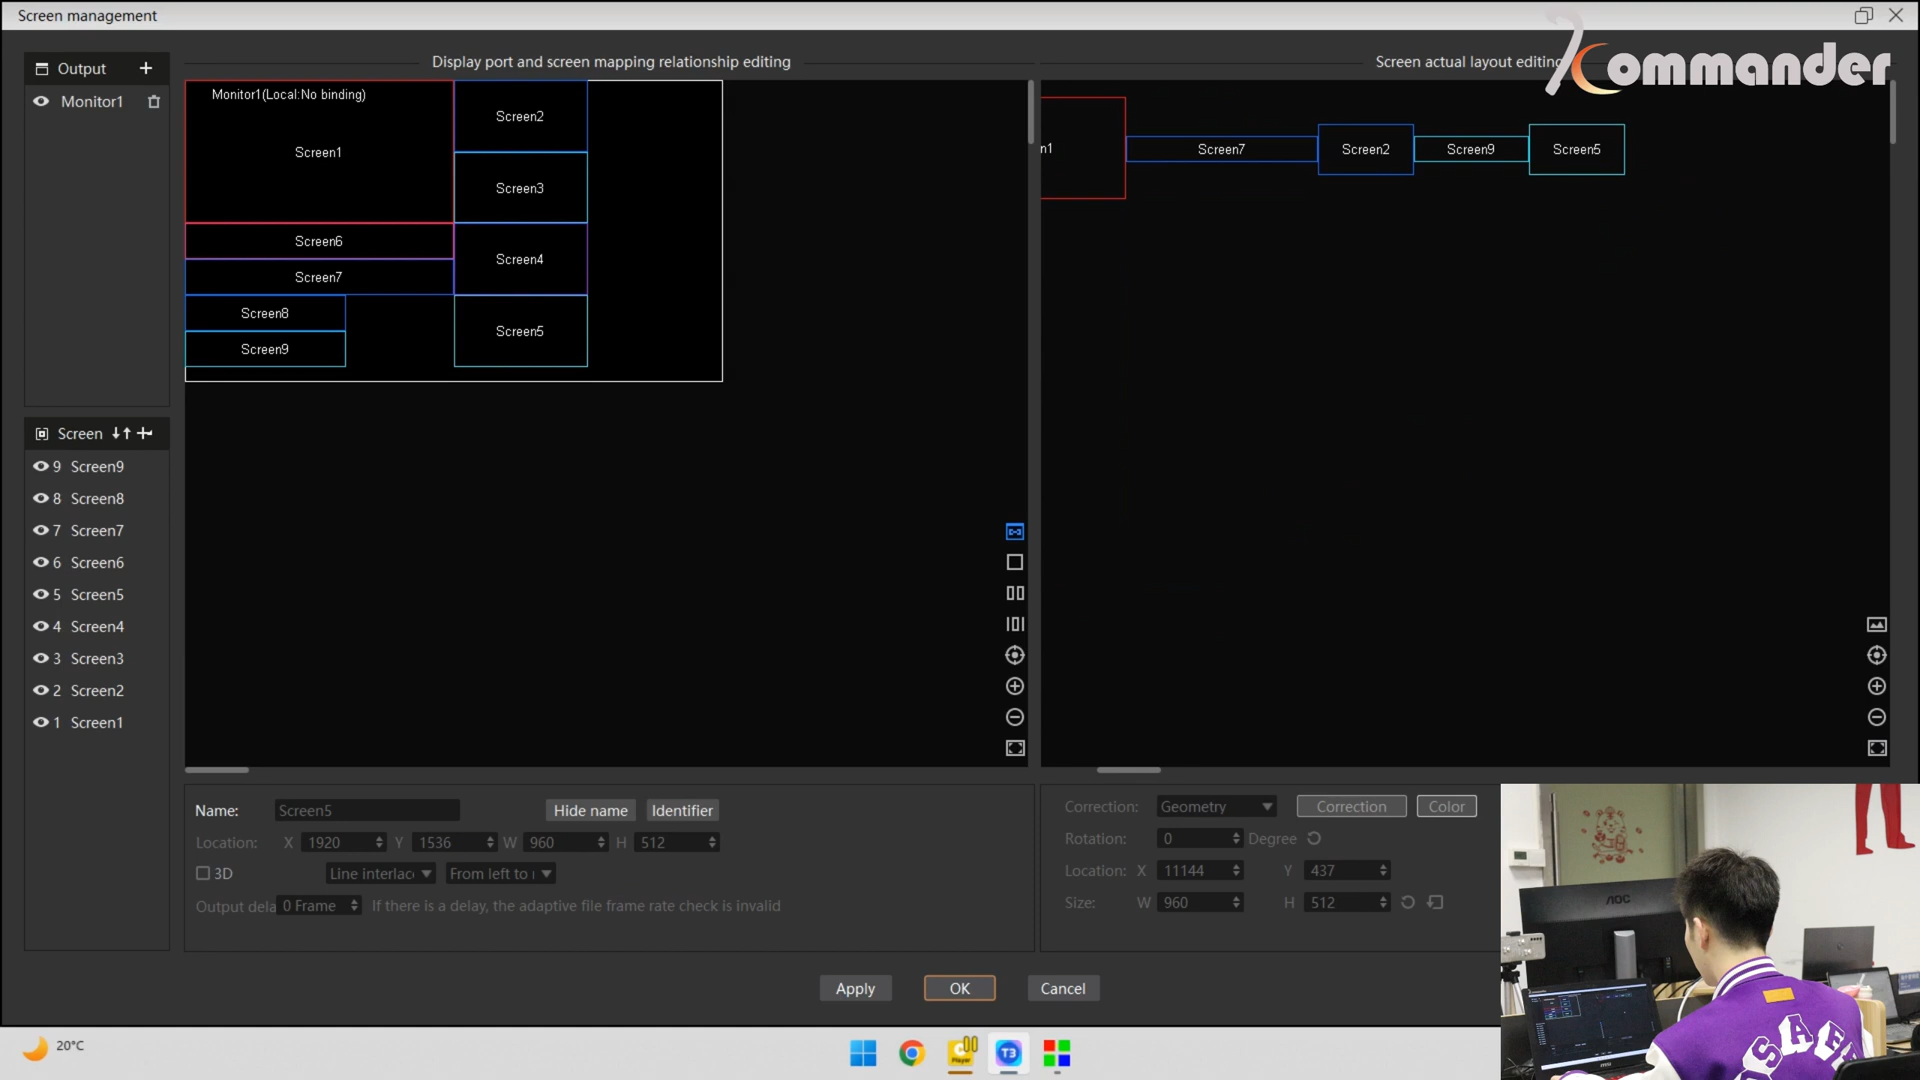 Screen management
Commander
Output +
Monitor1
Display port and screen mapping relationship editing
Monitor1(Local:No binding)
Screen1
Screen2
Screen3
Screen6
Screen4
Screen7
Screen8
Screen5
Screen9
Screen actual layout editing
n1
Screen7
Screen2
Screen9
Screen5
Screen
9 Screen9
8 Screen8
7 Screen7
6 Screen6
5 Screen5
4 Screen4
3 Screen3
2 Screen2
1 Screen1
Name: Screen5 Hide name Identifier
Location: X 1920 Y 1536 W 960 H 512
3D Line interlac From left to
Output dela 0 Frame If there is a delay, the adaptive file frame rate check is invalid
Correction: Geometry Correction Color
Rotation: 0 Degree
Location: X 11144 Y 437
Size: W 960 H 512
Apply OK Cancel
20°C
Player
T3
AOC
msi
SAE